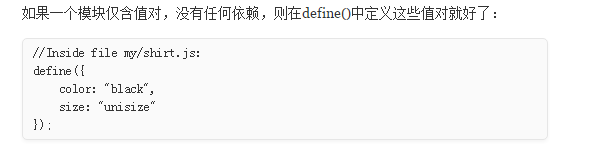 如果一个模块仅含值对，没有任何依赖，则在define()中定义这些值对就好了：
//Inside file my/shirt.js:
define({
    color: "black",
    size: "unisize"
});